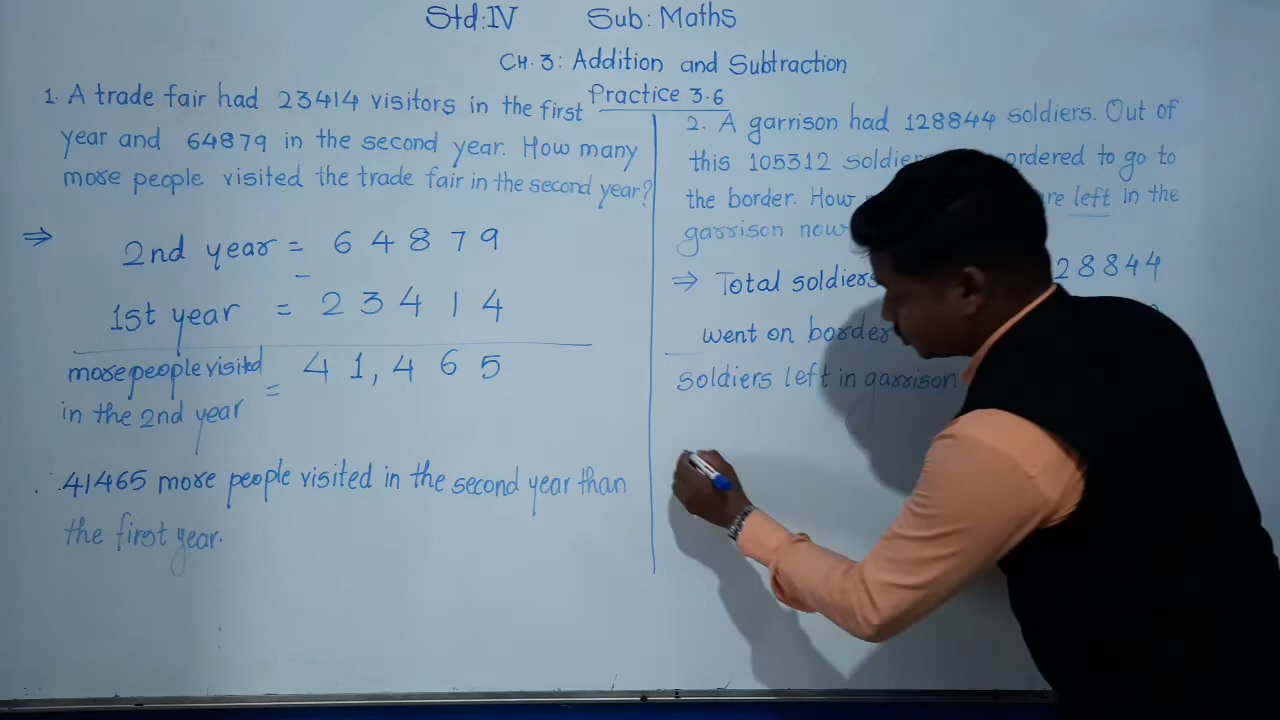 Std:IV Sub: Maths
CH. 3: Addition and Subtraction
Practice 3.6
1. A trade fair had 23414 visitors in the first
year and 64879 in the second year. How many
more people visited the trade fair in the second year?
⇒ 2nd year = 6 4 8 7 9
−
1st year = 2 3 4 1 4
more people visited 4 1, 4 6 5
in the 2nd year =
∴ 41465 more people visited in the second year than
the first year.
2. A garrison had 128844 soldiers. Out of
this 105312 ordered to go to
the border. How left in the
garrison now
⇒ Total soldiers 28844
went on border
soldiers left in garrison